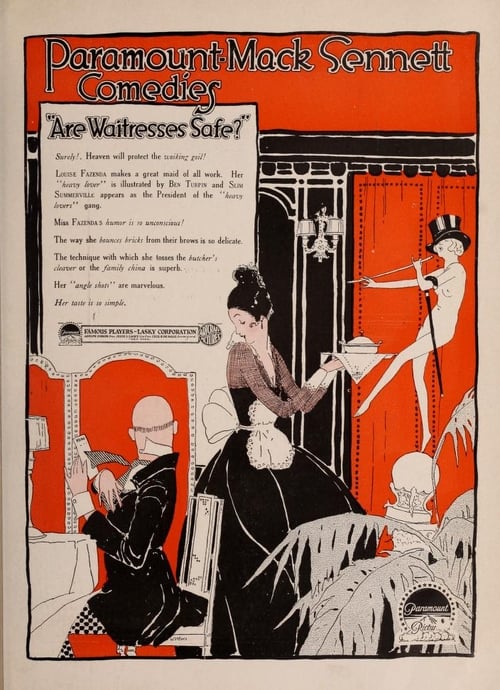 Paramount-Mack Sennett
Comedies
"Are Waitresses Safe?"
Surely! Heaven will protect the waiking goil!
Louise Fazenda makes a great maid of all work. Her
"heavy lover" is illustrated by Ben Turpin and Slim
Summerville appears as the President of the "heavy
lovers" gang.
Miss Fazenda's humor is so unconscious!
The way she bounces bricks from their brows is so delicate.
The technique with which she tosses the butcher's
cleaver or the family china is superb.
Her "angle shots" are marvelous.
Her taste is so simple.
FAMOUS PLAYERS-LASKY CORPORATION
Paramount
Pictures